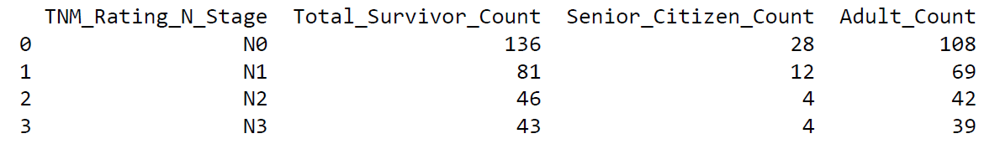 TNM_Rating_N_Stage Total_Survivor_Count Senior_Citizen_Count Adult_Count
0 N0 136 28 108
1 N1 81 12 69
2 N2 46 4 42
3 N3 43 4 39